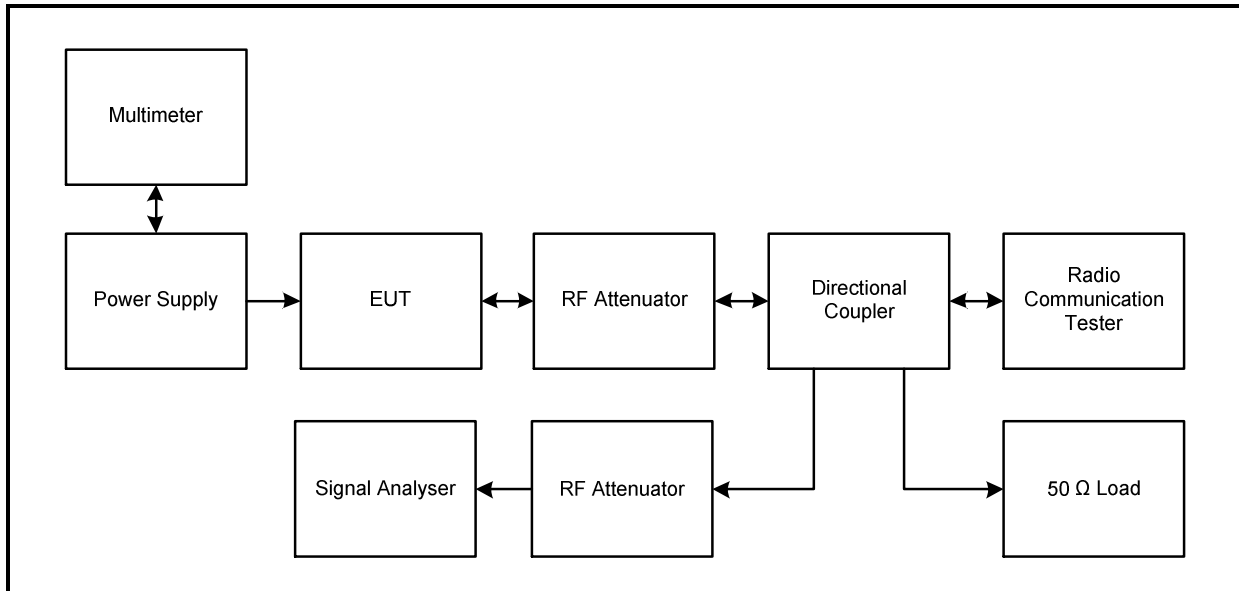 Multimeter
Power Supply
EUT
RF Attenuator
Directional
Coupler
Radio
Communication
Tester
Signal Analyser
RF Attenuator
50 Ω Load